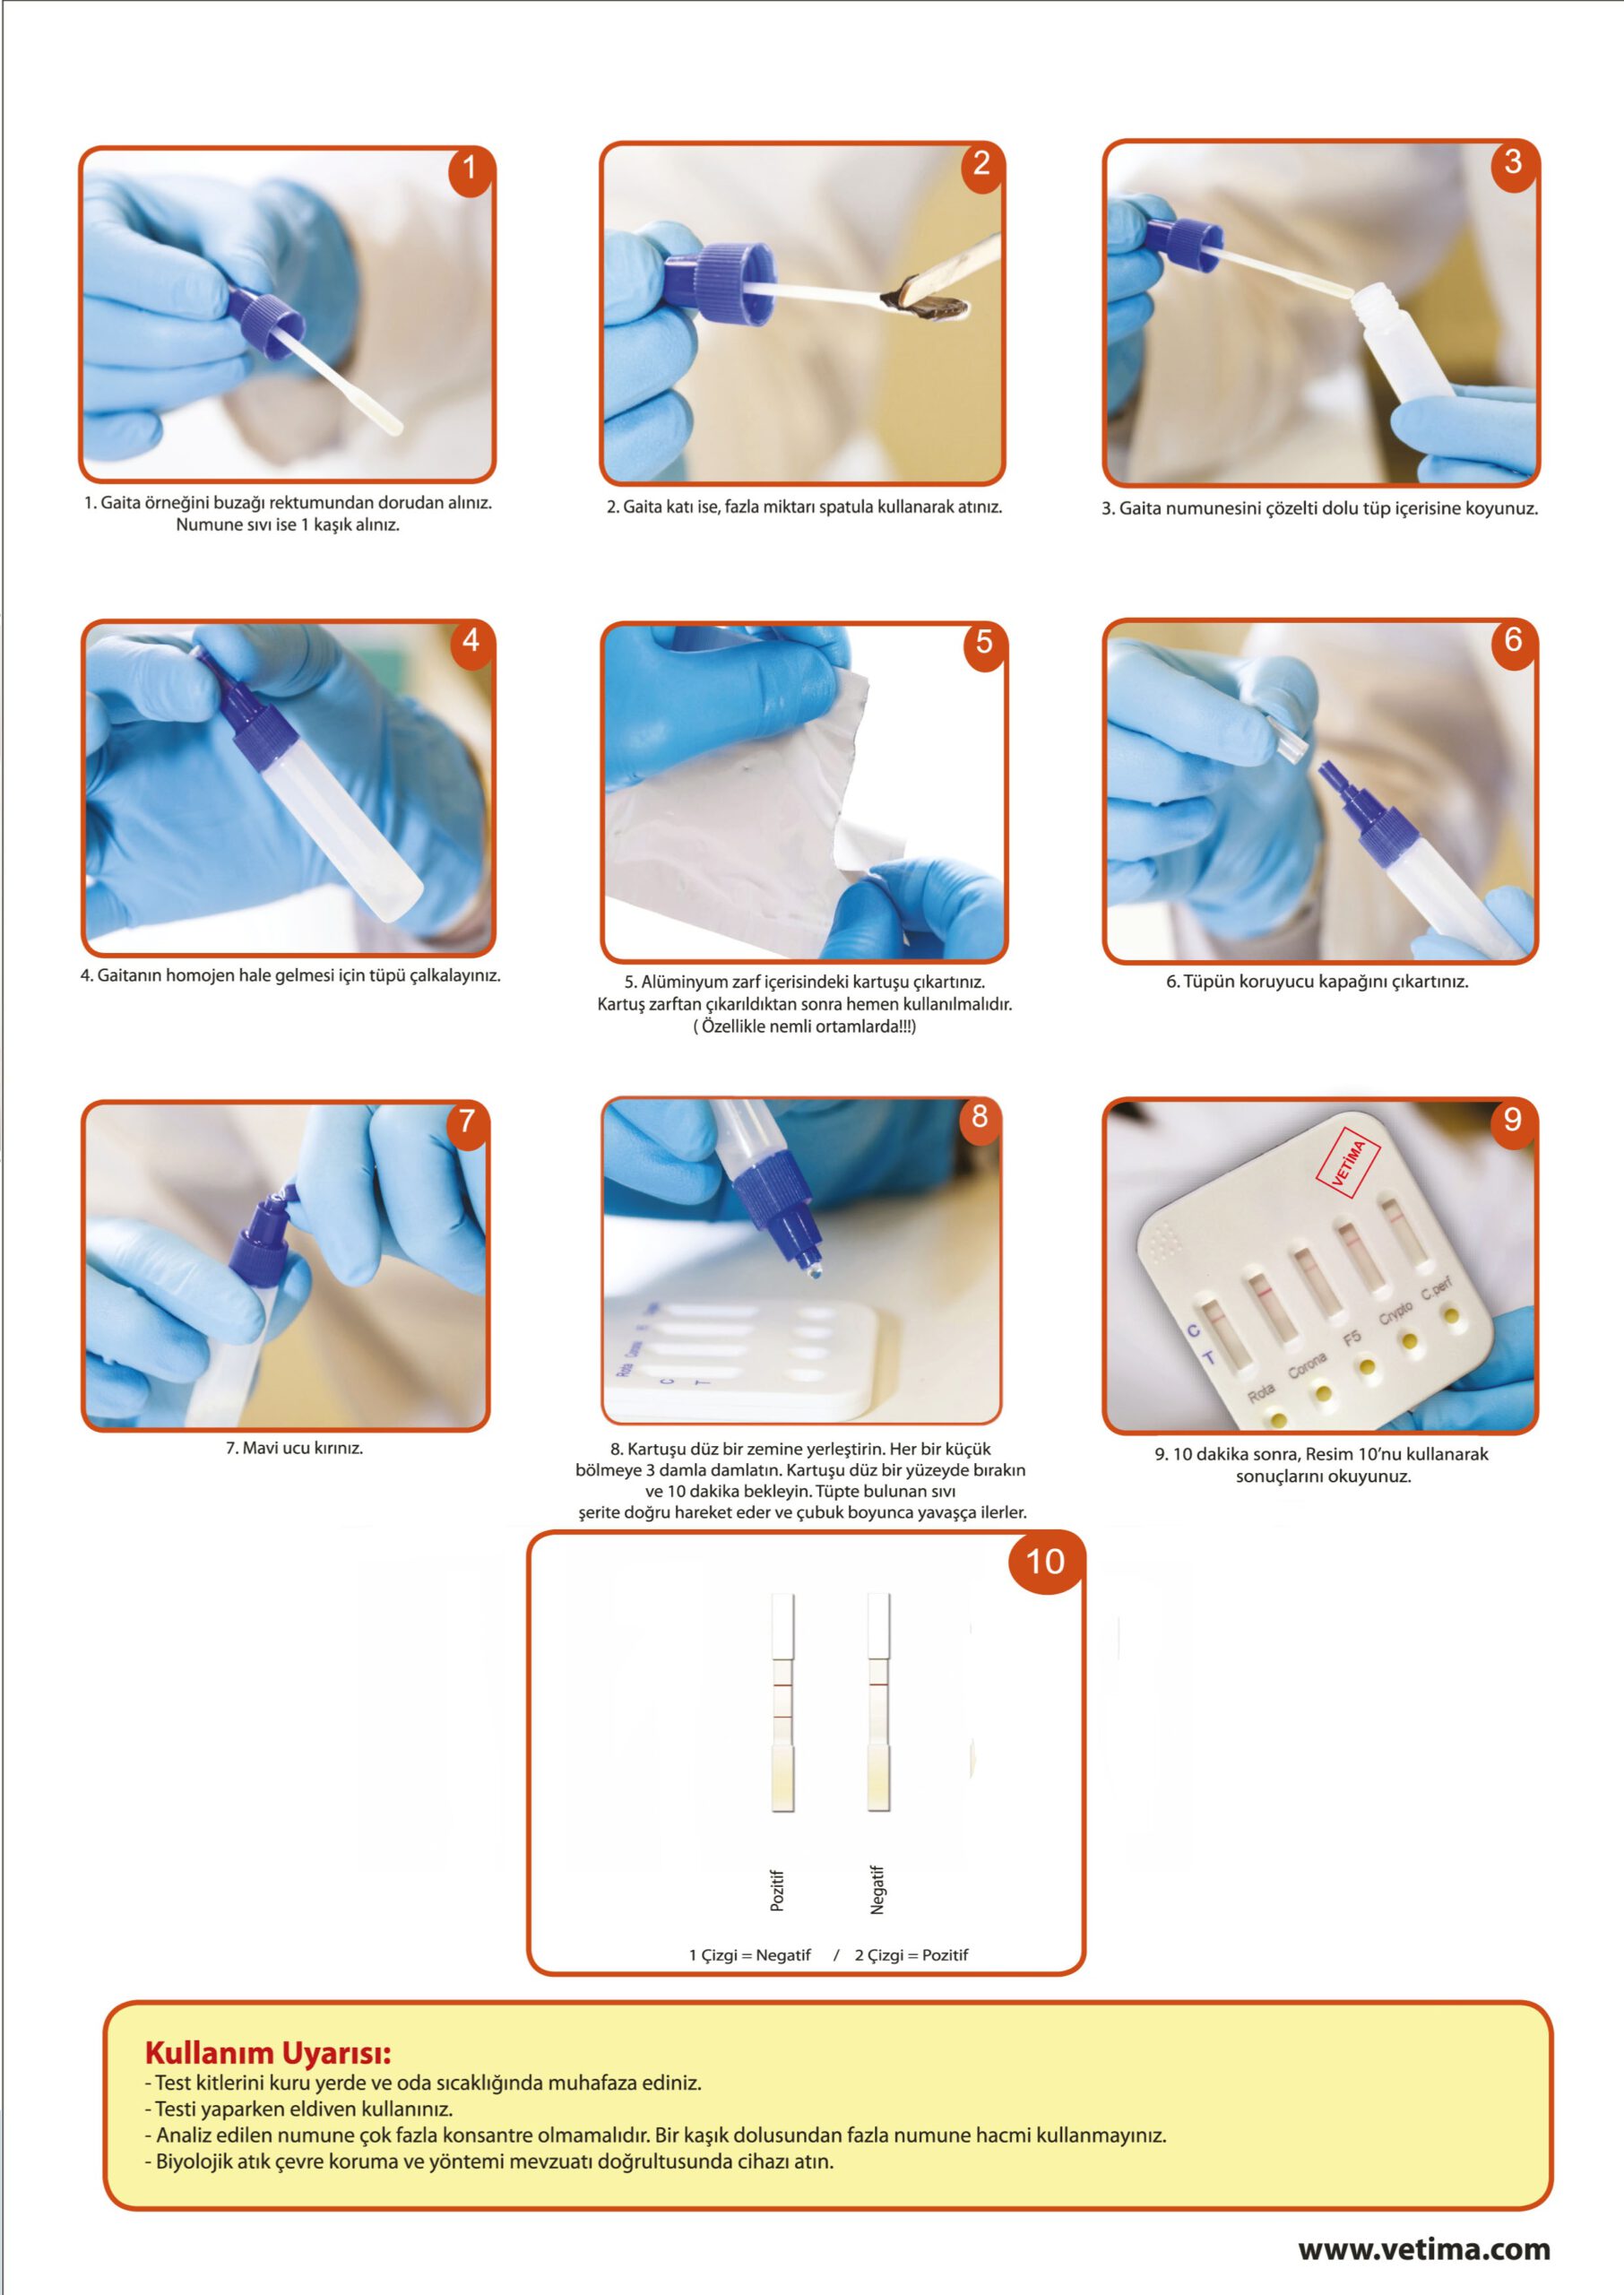 1
1. Gaita örneğini buzağı rektumundan dorudan alınız.
Numune sıvı ise 1 kaşık alınız.
2
2. Gaita katı ise, fazla miktarı spatula kullanarak atınız.
3
3. Gaita numunesini çözelti dolu tüp içerisine koyunuz.
4
4. Gaitanın homojen hale gelmesi için tüpü çalkalayınız.
5
5. Alüminyum zarf içerisindeki kartuşu çıkartınız.
Kartuş zarftan çıkarıldıktan sonra hemen kullanılmalıdır.
( Özellikle nemli ortamlarda!!!)
6
6. Tüpün koruyucu kapağını çıkartınız.
7
7. Mavi ucu kırınız.
8
Rota Corona
C T
8. Kartuşu düz bir zemine yerleştirin. Her bir küçük
bölmeye 3 damla damlatın. Kartuşu düz bir yüzeyde bırakın
ve 10 dakika bekleyin. Tüpte bulunan sıvı
şerite doğru hareket eder ve çubuk boyunca yavaşça ilerler.
9
VETİMA
C
T
Rota Corona F5 Crypto C.perf
9. 10 dakika sonra, Resim 10'nu kullanarak
sonuçlarını okuyunuz.
10
Pozitif
Negatif
1 Çizgi = Negatif / 2 Çizgi = Pozitif
Kullanım Uyarısı:
- Test kitlerini kuru yerde ve oda sıcaklığında muhafaza ediniz.
- Testi yaparken eldiven kullanınız.
- Analiz edilen numune çok fazla konsantre olmamalıdır. Bir kaşık dolusundan fazla numune hacmi kullanmayınız.
- Biyolojik atık çevre koruma ve yöntemi mevzuatı doğrultusunda cihazı atın.
www.vetima.com